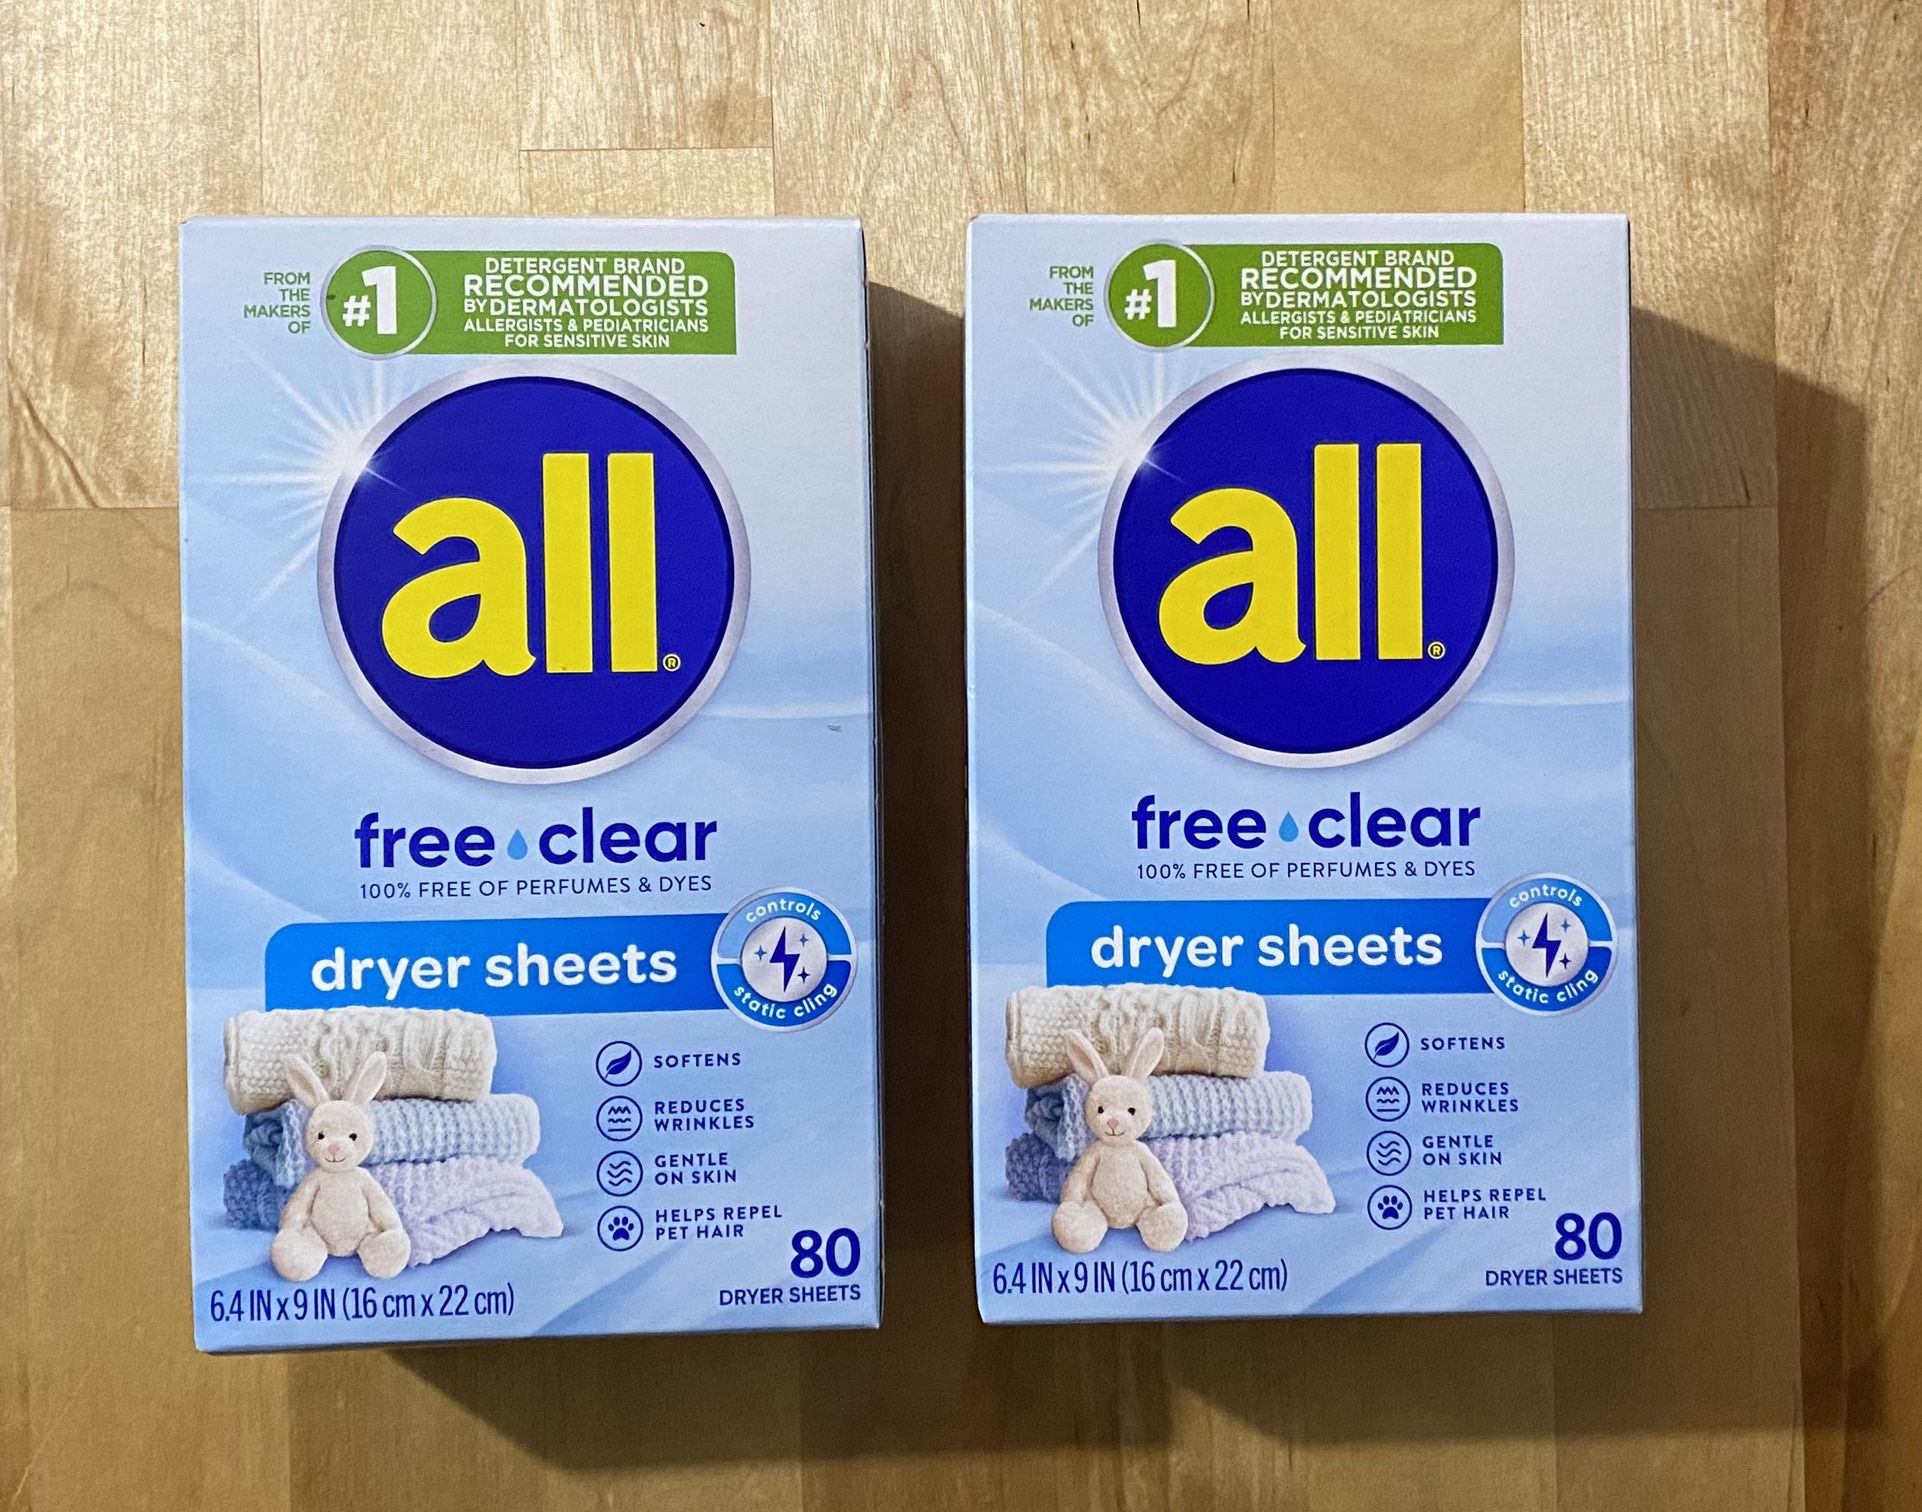 FROM
THE
MAKERS
OF
#1
DETERGENT BRAND
RECOMMENDED
BY DERMATOLOGISTS
ALLERGISTS & PEDIATRICIANS
FOR SENSITIVE SKIN
all®
free clear
100% FREE OF PERFUMES & DYES
dryer sheets
controls
static cling
SOFTENS
REDUCES
WRINKLES
GENTLE
ON SKIN
HELPS REPEL
PET HAIR
80
DRYER SHEETS
6.4 IN x 9 IN (16 cm x 22 cm)
FROM
THE
MAKERS
OF
#1
DETERGENT BRAND
RECOMMENDED
BY DERMATOLOGISTS
ALLERGISTS & PEDIATRICIANS
FOR SENSITIVE SKIN
all®
free clear
100% FREE OF PERFUMES & DYES
dryer sheets
controls
static cling
SOFTENS
REDUCES
WRINKLES
GENTLE
ON SKIN
HELPS REPEL
PET HAIR
80
DRYER SHEETS
6.4 IN x 9 IN (16 cm x 22 cm)